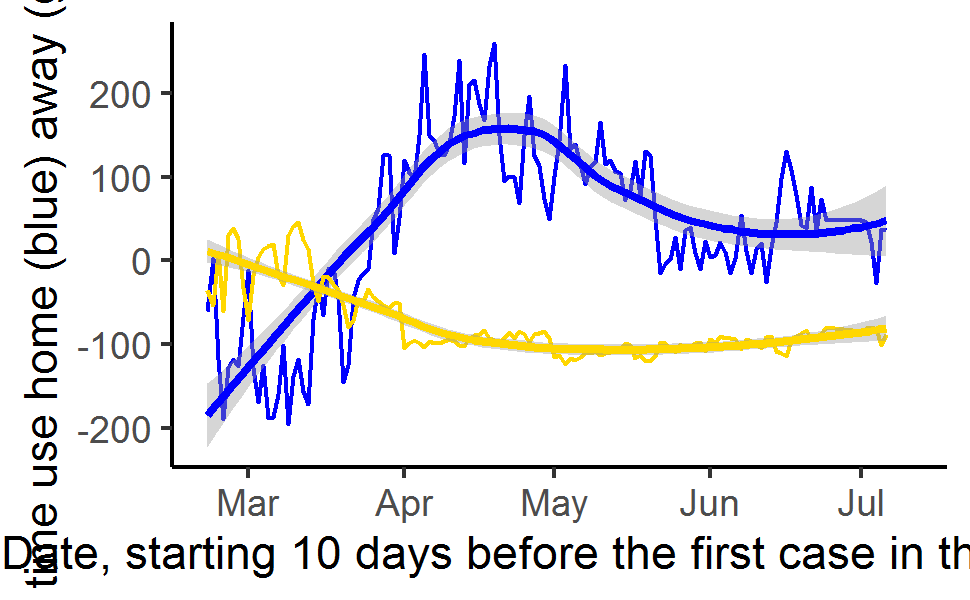 time use home (blue) away (
200
100
0
-100
-200
Mar Apr May Jun Jul
Date, starting 10 days before the first case in th